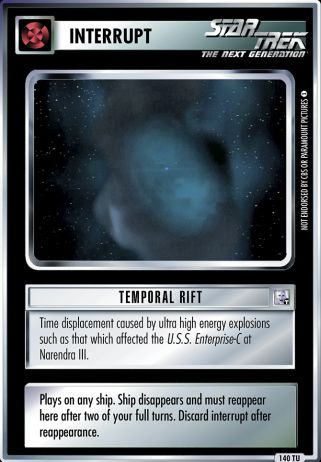 INTERRUPT
STAR TREK
THE NEXT GENERATION
NOT ENDORSED BY CBS OR PARAMOUNT PICTURES
TEMPORAL RIFT
Time displacement caused by ultra high energy explosions
such as that which affected the U.S.S. Enterprise-C at
Narendra III.
Plays on any ship. Ship disappears and must reappear
here after two of your full turns. Discard interrupt after
reappearance.
140 TU